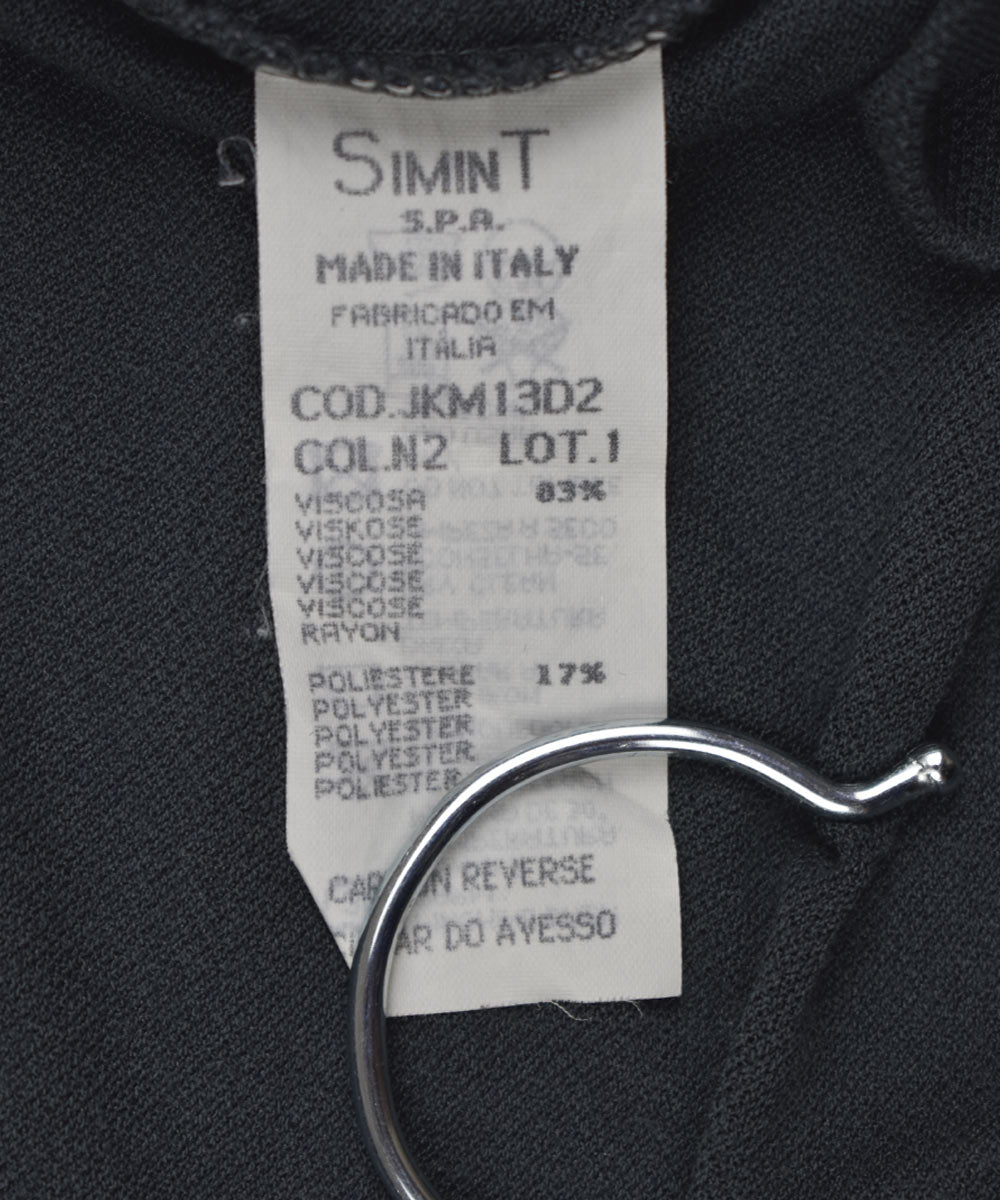 SIMINT
S.P.A.
MADE IN ITALY
FABRICADO EM
ITALIA
COD.JKM13D2
COL.N2 LOT.1
VISCOSA 83%
VISKOSE
VISCOSE
VISCOSE
VISCOSE
RAYON
POLIESTERE 17%
POLYESTER
POLYESTER
POLYESTER
POLIESTER
REVERSE
DO AVESSO